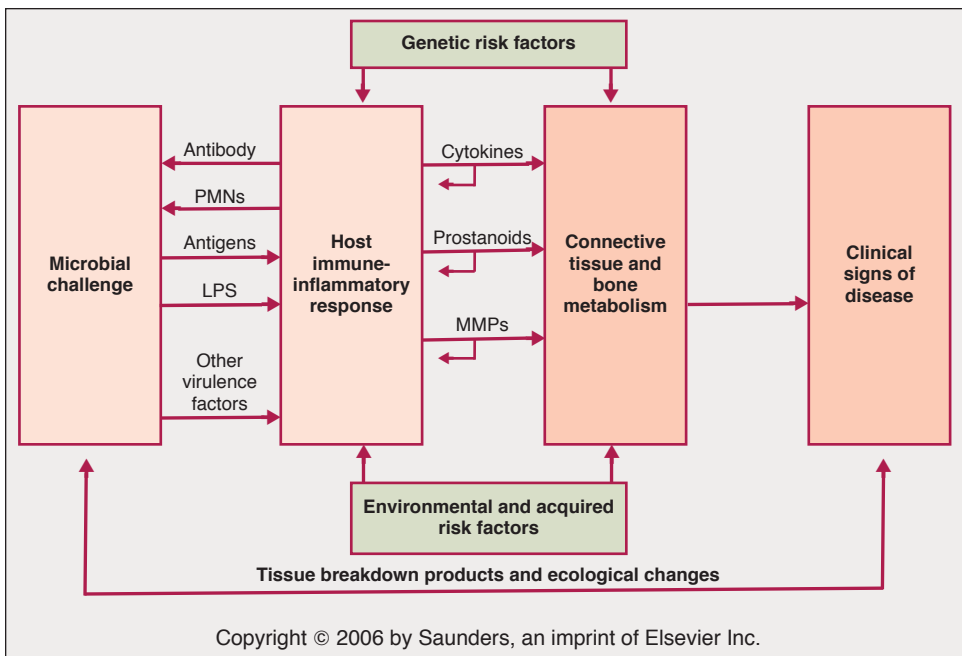 Genetic risk factors
Microbial
challenge
Antibody
PMNs
Antigens
LPS
Other
virulence
factors
Host
immune-
inflammatory
response
Cytokines
Prostanoids
MMPs
Connective
tissue and
bone
metabolism
Clinical
signs of
disease
Environmental and acquired
risk factors
Tissue breakdown products and ecological changes
Copyright © 2006 by Saunders, an imprint of Elsevier Inc.